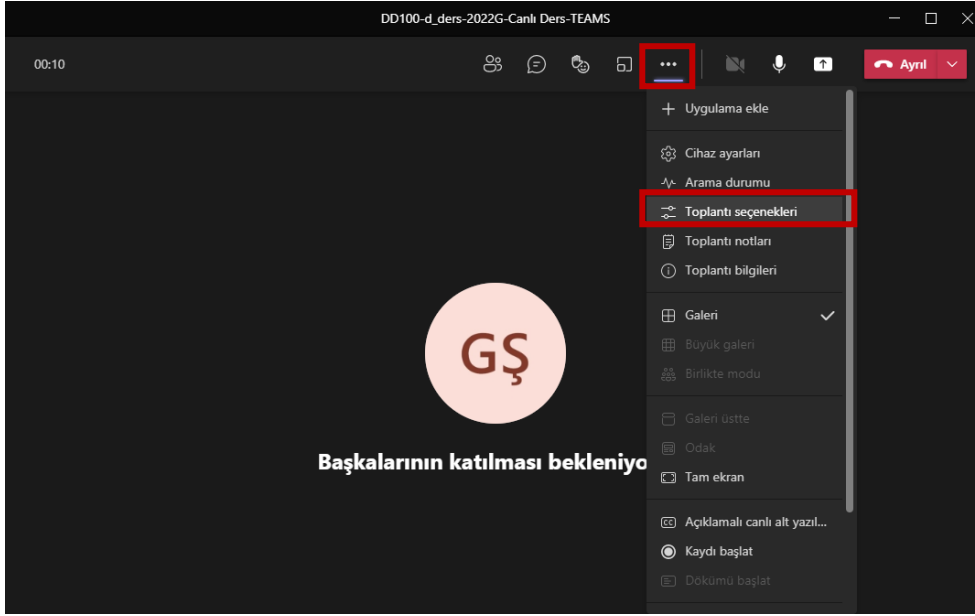 DD100-d_ders-2022G-Canlı Ders-TEAMS
00:10
Ayrıl
Uygulama ekle
Cihaz ayarları
Arama durumu
Toplantı seçenekleri
Toplantı notları
Toplantı bilgileri
Galeri
Büyük galeri
Birlikte modu
Galeri üstte
Odak
Tam ekran
CC Açıklamalı canlı alt yazıl...
Kaydı başlat
Dökümü başlat
GŞ
Başkalarının katılması bekleniyo